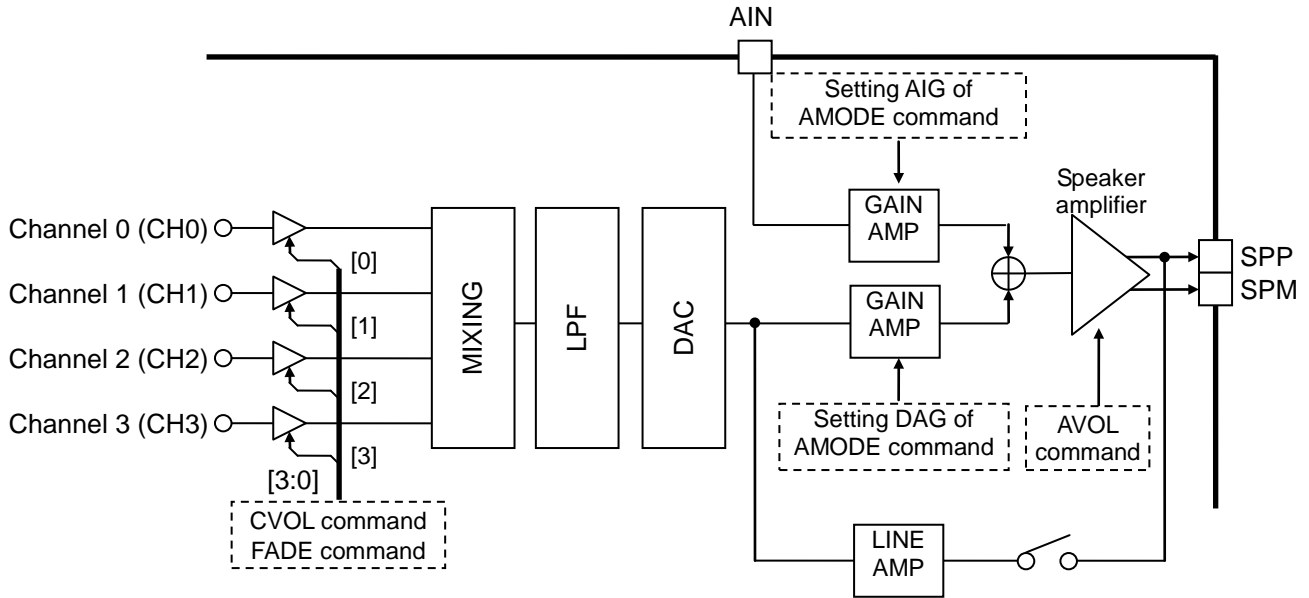 AIN
Setting AIG of
AMODE command
Speaker
amplifier
GAIN
AMP
Channel 0 (CH0)
[0]
SPP
Channel 1 (CH1)
SPM
[1]
GAIN
AMP
MIXING
LPF
DAC
Channel 2 (CH2)
[2]
Setting DAG of
AMODE command
AVOL
command
Channel 3 (CH3)
[3]
[3:0]
CVOL command
FADE command
LINE
AMP